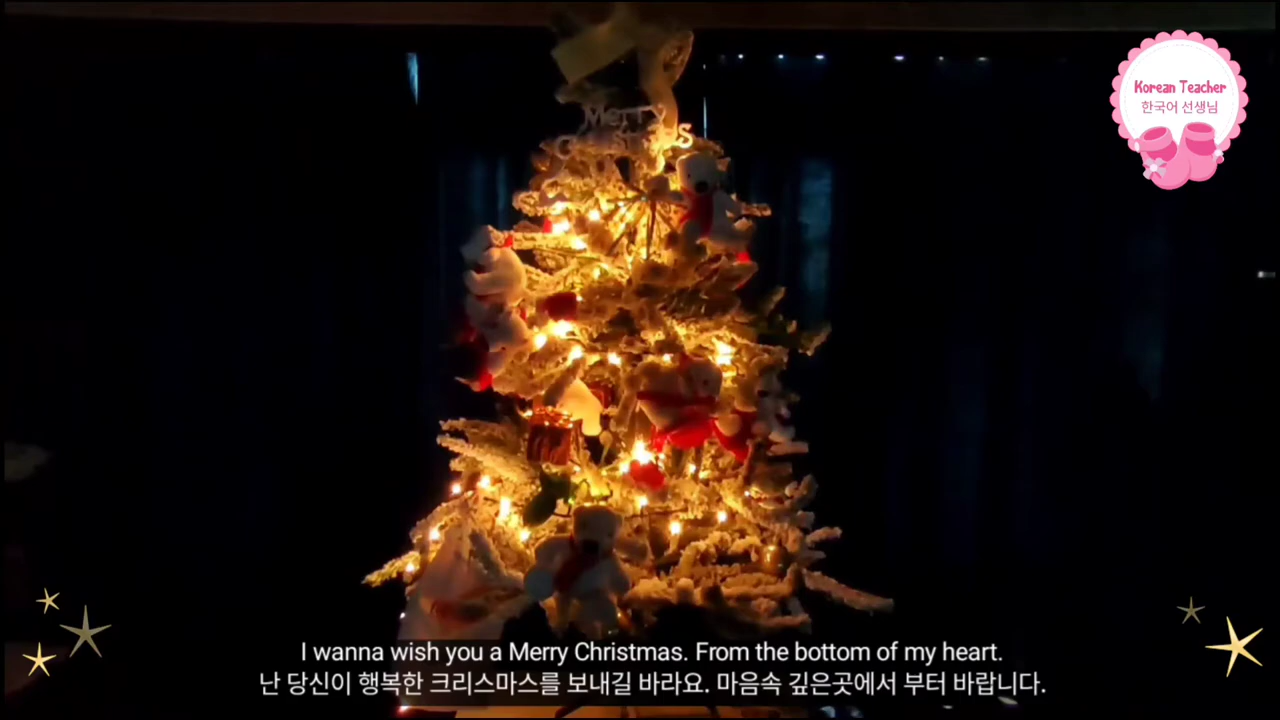 Korean Teacher
한국어 선생님
Merry
I wanna wish you a Merry Christmas. From the bottom of my heart.
난 당신이 행복한 크리스마스를 보내길 바라요. 마음속 깊은곳에서 부터 바랍니다.